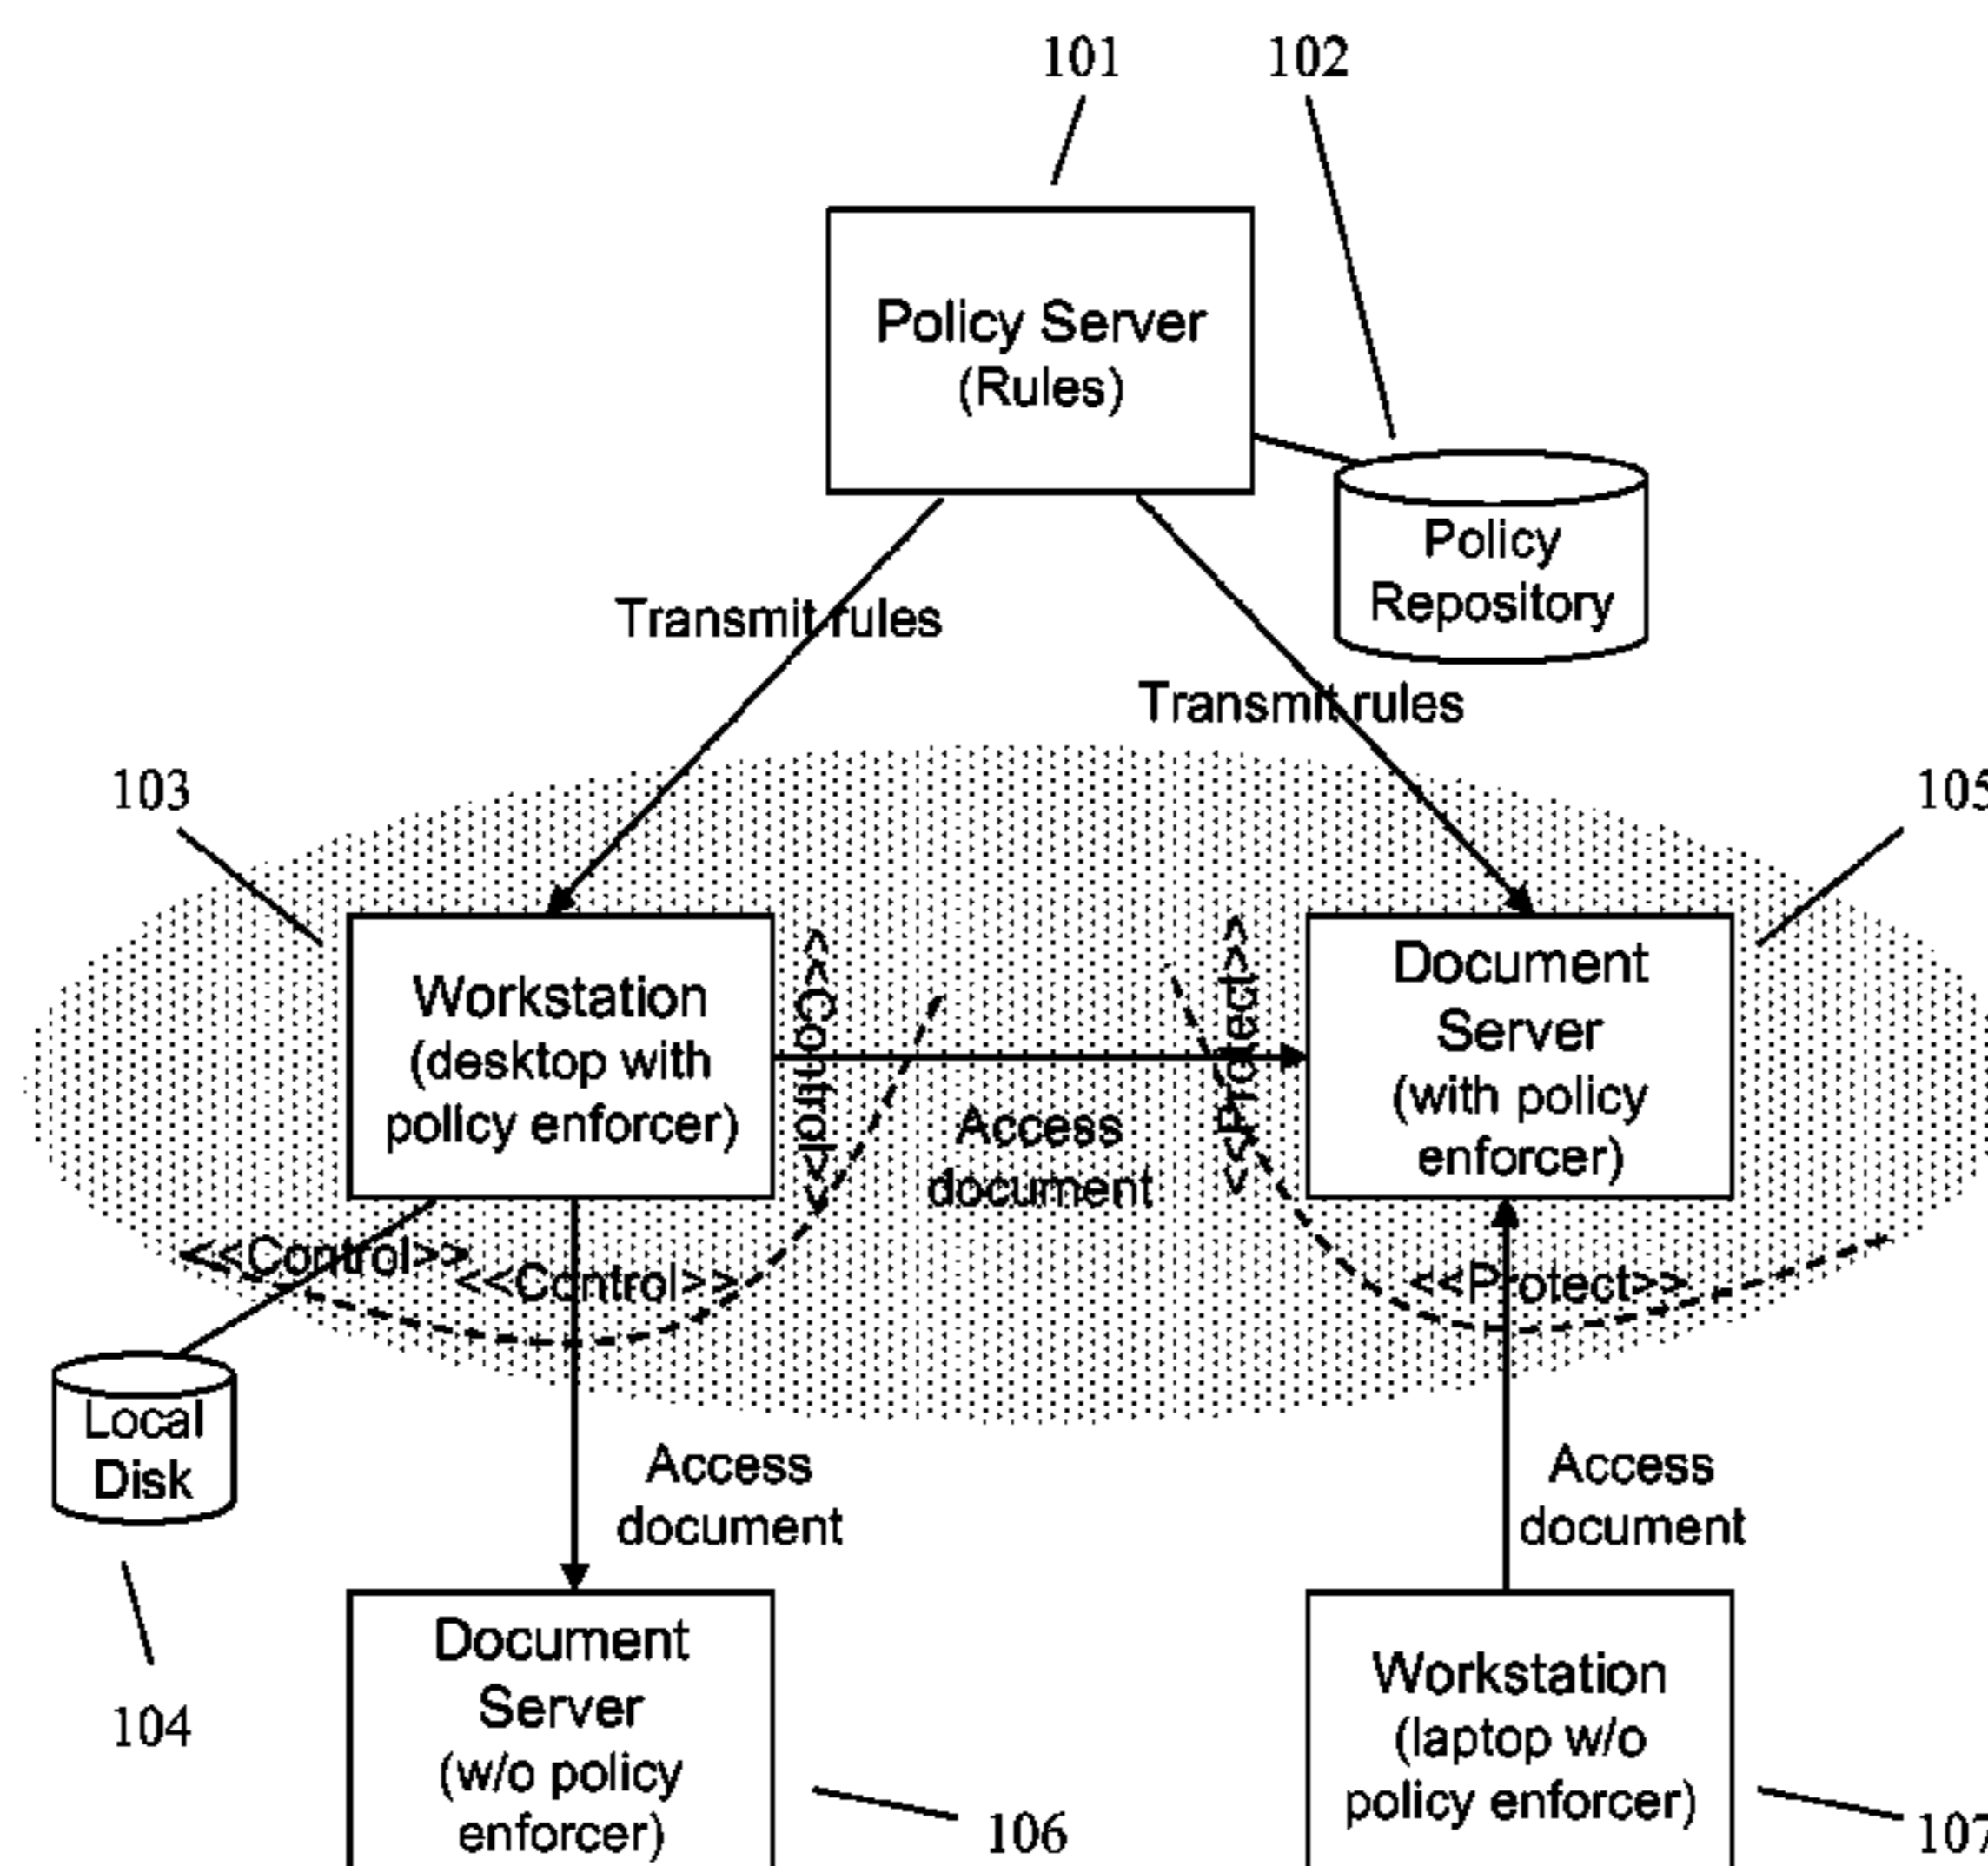 101
102
Policy Server
(Rules)
Policy
Repository
Transmit rules
Transmit rules
103
105
Workstation
(desktop with
policy enforcer)
<<Control>>
<<Protect>>
Document
Server
(with policy
enforcer)
Access
document
<<Control>>
<<Control>>
<<Protect>>
Local
Disk
Access
document
Access
document
104
Document
Server
(w/o policy
enforcer)
Workstation
(laptop w/o
policy enforcer)
106
107